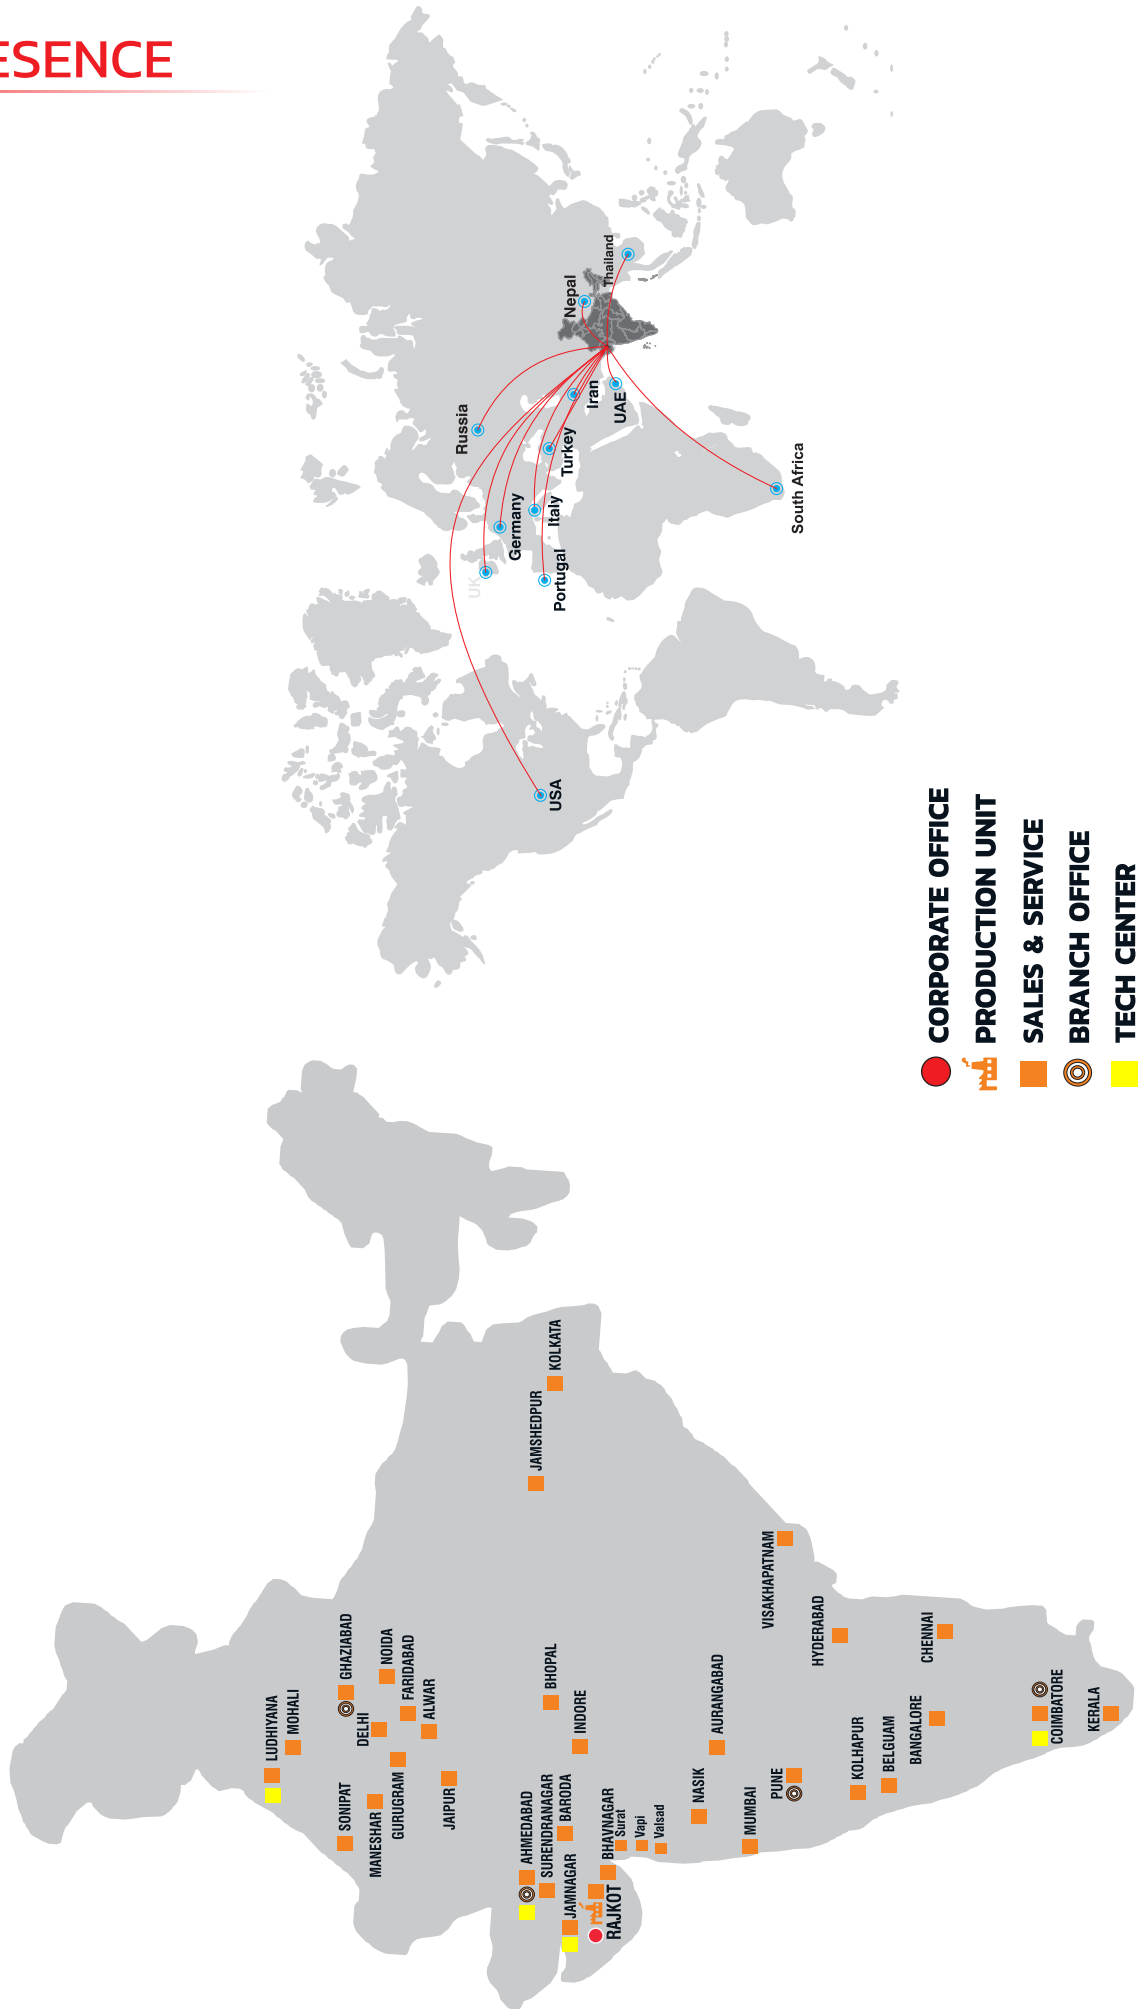 ESENCE
Russia
Nepal
Thailand
Iran
UAE
Turkey
Italy
Germany
UK
Portugal
South Africa
USA
CORPORATE OFFICE
PRODUCTION UNIT
SALES & SERVICE
BRANCH OFFICE
TECH CENTER
LUDHIYANA
MOHALI
SONIPAT
GHAZIABAD
DELHI
MANESHAR
NOIDA
GURUGRAM
FARIDABAD
ALWAR
JAIPUR
JAMSHEDPUR
KOLKATA
AHMEDABAD
SURENDRANAGAR
BARODA
JAMNAGAR
BHOPAL
INDORE
BHAVNAGAR
RAJKOT
Surat
Vapi
Valsad
NASIK
AURANGABAD
MUMBAI
PUNE
VISAKHAPATNAM
HYDERABAD
KOLHAPUR
BELGUAM
BANGALORE
CHENNAI
COIMBATORE
KERALA